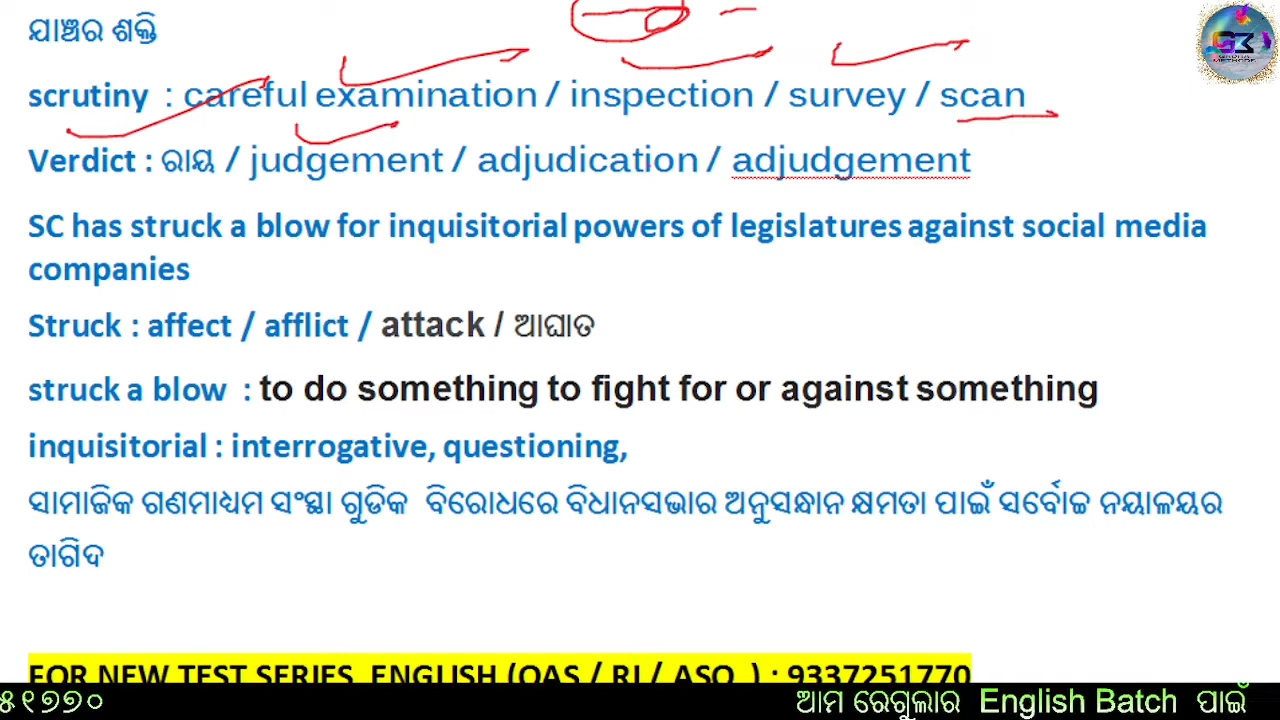 ଯାଞ୍ଚର ଶକ୍ତି
scrutiny : careful examination / inspection / survey / scan
Verdict : ରାୟ / judgement / adjudication / adjudgement
SC has struck a blow for inquisitorial powers of legislatures against social media
companies
Struck : affect / afflict / attack / ଆଘାତ
struck a blow : to do something to fight for or against something
inquisitorial : interrogative, questioning,
ସାମାଜିକ ଗଣମାଧ୍ୟମ ସଂସ୍ଥା ଗୁଡିକ ବିରୋଧରେ ବିଧାନସଭାର ଅନୁସନ୍ଧାନ କ୍ଷମତା ପାଇଁ ସର୍ବୋଚ୍ଚ ନୟାଳୟର
ତାଗିଦ
FOR NEW TEST SERIES ENGLISH (OAS / RI / ASO ) : 9337251770
୫୧୭୭୦ ଆମ ରେଗୁଲାର English Batch ପାଇଁ